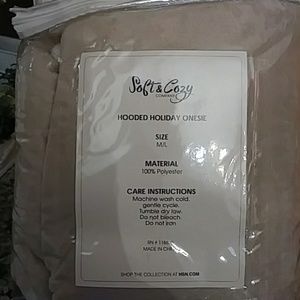 Soft & Cozy
COMPANY
HOODED HOLIDAY ONESIE
SIZE
M/L
MATERIAL
100% Polyester
CARE INSTRUCTIONS
Machine wash cold.
gentle cycle.
Tumble dry low.
Do not bleach.
Do not iron
RN #
MADE IN
SHOP THE COLLECTION AT HSN.COM